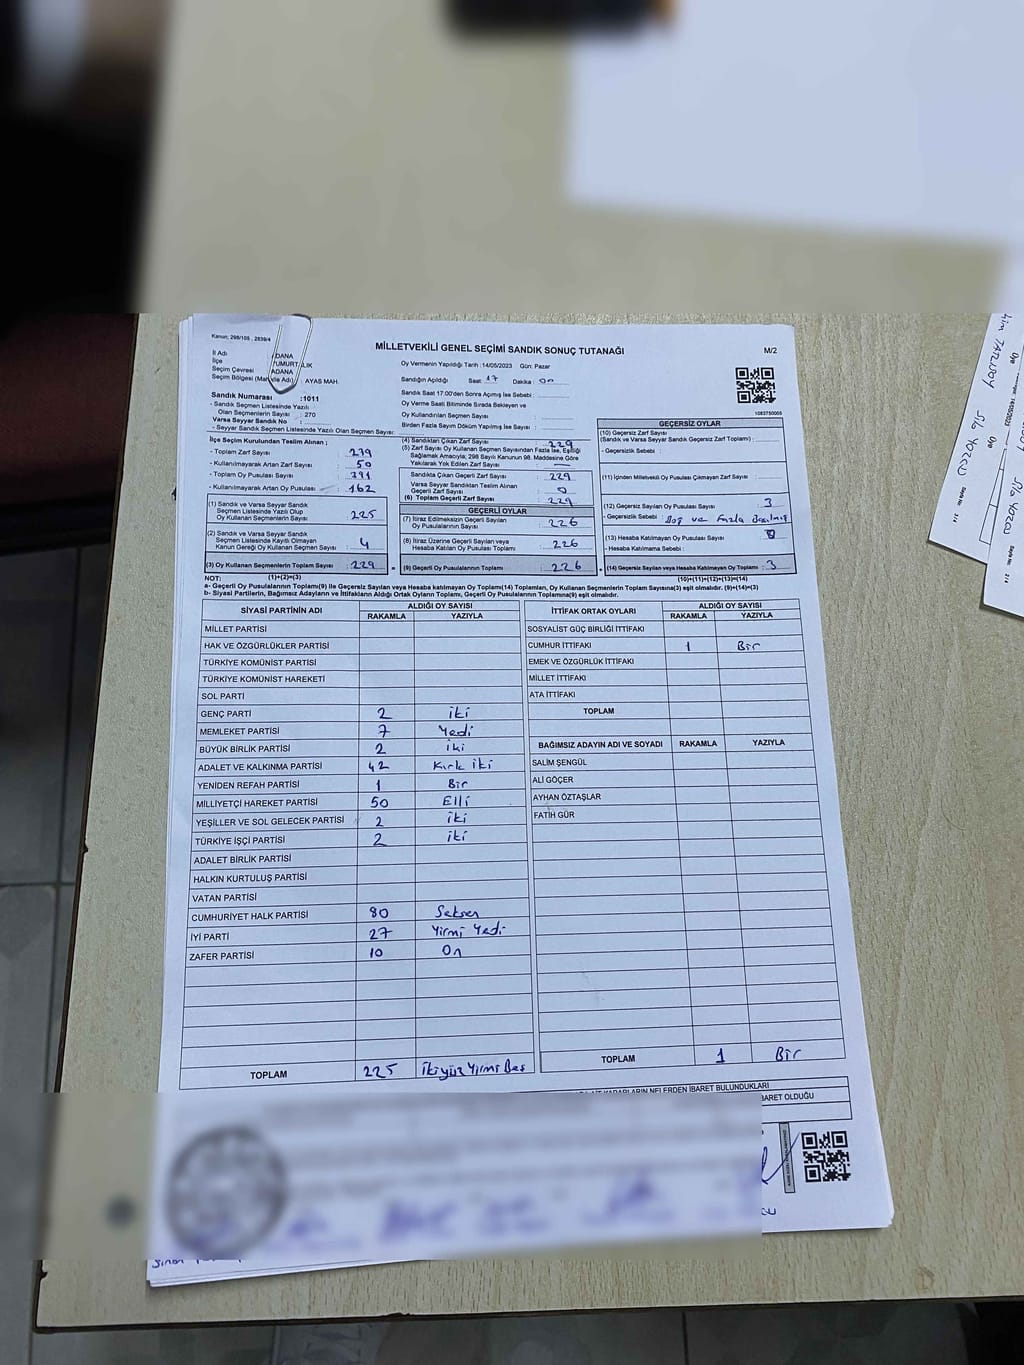 Kanun; 298/105 , 2839/4
MİLLETVEKİLİ GENEL SEÇİMİ SANDIK SONUÇ TUTANAĞI
M/2
İl Adı ADANA
İlçe YUMURTALIK
Seçim Çevresi ADANA
Seçim Bölgesi (Mahalle Adı) AYAS MAH.
Oy Vermenin Yapıldığı Tarih :14/05/2023 Gün: Pazar
Sandığın Açıldığı Saat 17 Dakika 00
Sandık Saat 17:00'den Sonra Açılmış İse Sebebi :
Oy Verme Saati Bitiminde Sırada Bekleyen ve
Oy Kullandırılan Seçmen Sayısı :
Birden Fazla Seçim Döküm Yapılmış İse Sayısı :
1083750005
Sandık Numarası :1011
- Sandık Seçmen Listesinde Yazılı
Olan Seçmenlerin Sayısı : 270
Varsa Seyyar Sandık No :
- Seyyar Sandık Seçmen Listesinde Yazılı Olan Seçmen Sayısı:
İlçe Seçim Kurulundan Teslim Alınan ;
- Toplam Zarf Sayısı : 279
- Kullanılmayarak Artan Zarf Sayısı : 50
- Toplam Oy Pusulası Sayısı : 391
- Kullanılmayarak Artan Oy Pusulası : 162
(1) Sandık ve Varsa Seyyar Sandık
Seçmen Listesinde Yazılı Olup
Oy Kullanan Seçmenlerin Sayısı : 225
(2) Sandık ve Varsa Seyyar Sandık
Seçmen Listesinde Kayıtlı Olmayan
Kanun Gereği Oy Kullanan Seçmen Sayısı : 4
(3) Oy Kullanan Seçmenlerin Toplam Sayısı : 229
(1)+(2)=(3)
(4) Sandıktan Çıkan Zarf Sayısı : 229
(5) Zarf Sayısı Oy Kullanan Seçmen Sayısından Fazla İse, Eşitliği
Sağlamak Amacıyla; 298 Sayılı Kanunun 98. Maddesine Göre
Yakılarak Yok Edilen Zarf Sayısı : —
Sandıkta Çıkan Geçerli Zarf Sayısı : 229
Varsa Seyyar Sandıktan Teslim Alınan
Geçerli Zarf Sayısı : 0
(6) Toplam Geçerli Zarf Sayısı : 229
GEÇERLİ OYLAR
(7) İtiraz Edilmeksizin Geçerli Sayılan
Oy Pusulalarının Sayısı : 226
(8) İtiraz Üzerine Geçerli Sayılan veya
Hesaba Katılan Oy Pusulası Toplamı : 226
(9) Geçerli Oy Pusulalarının Toplamı : 226
GEÇERSİZ OYLAR
(10) Geçersiz Zarf Sayısı
(Sandık ve Varsa Seyyar Sandık Geçersiz Zarf Toplamı) :
- Geçersizlik Sebebi :
(11) İçinden Milletvekili Oy Pusulası Çıkmayan Zarf Sayısı :
(12) Geçersiz Sayılan Oy Pusulası Sayısı : 3
- Geçersizlik Sebebi : Boş ve Fazla Basılmış
(13) Hesaba Katılmayan Oy Pusulası Sayısı : 0
- Hesaba Katılmama Sebebi :
(14) Geçersiz Sayılan veya Hesaba Katılmayan Oy Toplamı : 3
(10)+(11)+(12)+(13)=(14)
NOT:
a- Geçerli Oy Pusulalarının Toplamı(9) ile Geçersiz Sayılan veya Hesaba katılmayan Oy Toplamı(14) Toplamları, Oy Kullanan Seçmenlerin Toplam Sayısına(3) eşit olmalıdır. (9)+(14)=(3)
b- Siyasi Partilerin, Bağımsız Adayların ve İttifakların Aldığı Ortak Oyların Toplamı, Geçerli Oy Pusulaları Toplamına(9) eşit olmalıdır.
SİYASİ PARTİNİN ADI ALDIĞI OY SAYISI
RAKAMLA YAZIYLA
MİLLET PARTİSİ
HAK VE ÖZGÜRLÜKLER PARTİSİ
TÜRKİYE KOMÜNİST PARTİSİ
TÜRKİYE KOMÜNİST HAREKETİ
SOL PARTİ
GENÇ PARTİ 2 iki
MEMLEKET PARTİSİ 7 Yedi
BÜYÜK BİRLİK PARTİSİ 2 iki
ADALET VE KALKINMA PARTİSİ 42 Kırk iki
YENİDEN REFAH PARTİSİ 1 Bir
MİLLİYETÇİ HAREKET PARTİSİ 50 Elli
YEŞİLLER VE SOL GELECEK PARTİSİ 2 iki
TÜRKİYE İŞÇİ PARTİSİ 2 iki
ADALET BİRLİK PARTİSİ
HALKIN KURTULUŞ PARTİSİ
VATAN PARTİSİ
CUMHURİYET HALK PARTİSİ 80 Seksen
İYİ PARTİ 27 Yirmi Yedi
ZAFER PARTİSİ 10 On
TOPLAM 225 İkiyüz Yirmi Beş
İTTİFAK ORTAK OYLARI ALDIĞI OY SAYISI
RAKAMLA YAZIYLA
SOSYALİST GÜÇ BİRLİĞİ İTTİFAKI
CUMHUR İTTİFAKI 1 Bir
EMEK VE ÖZGÜRLÜK İTTİFAKI
MİLLET İTTİFAKI
ATA İTTİFAKI
TOPLAM
BAĞIMSIZ ADAYIN ADI VE SOYADI RAKAMLA YAZIYLA
SALİM ŞENGÜL
ALİ GÖÇER
AYHAN ÖZTAŞLAR
FATİH GÜR
TOPLAM 1 Bir
KARARLARIN NELERDEN İBARET BULUNDUKLARI
İBARET OLDUĞU